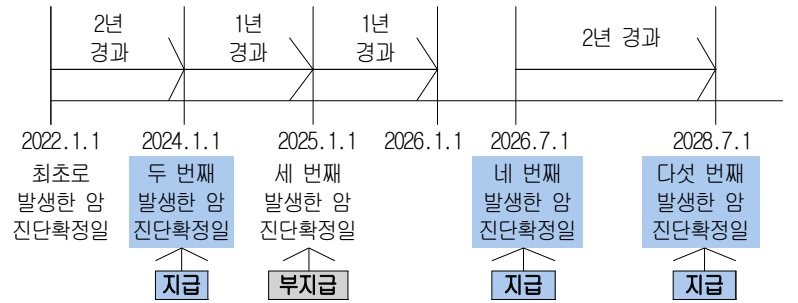 2년
경과
1년
경과
1년
경과
2년 경과
2022.1.1
2024.1.1
2025.1.1
2026.1.1
2026.7.1
2028.7.1
최초로
발생한 암
진단확정일
두 번째
발생한 암
진단확정일
세 번째
발생한 암
진단확정일
네 번째
발생한 암
진단확정일
다섯 번째
발생한 암
진단확정일
지급
부지급
지급
지급